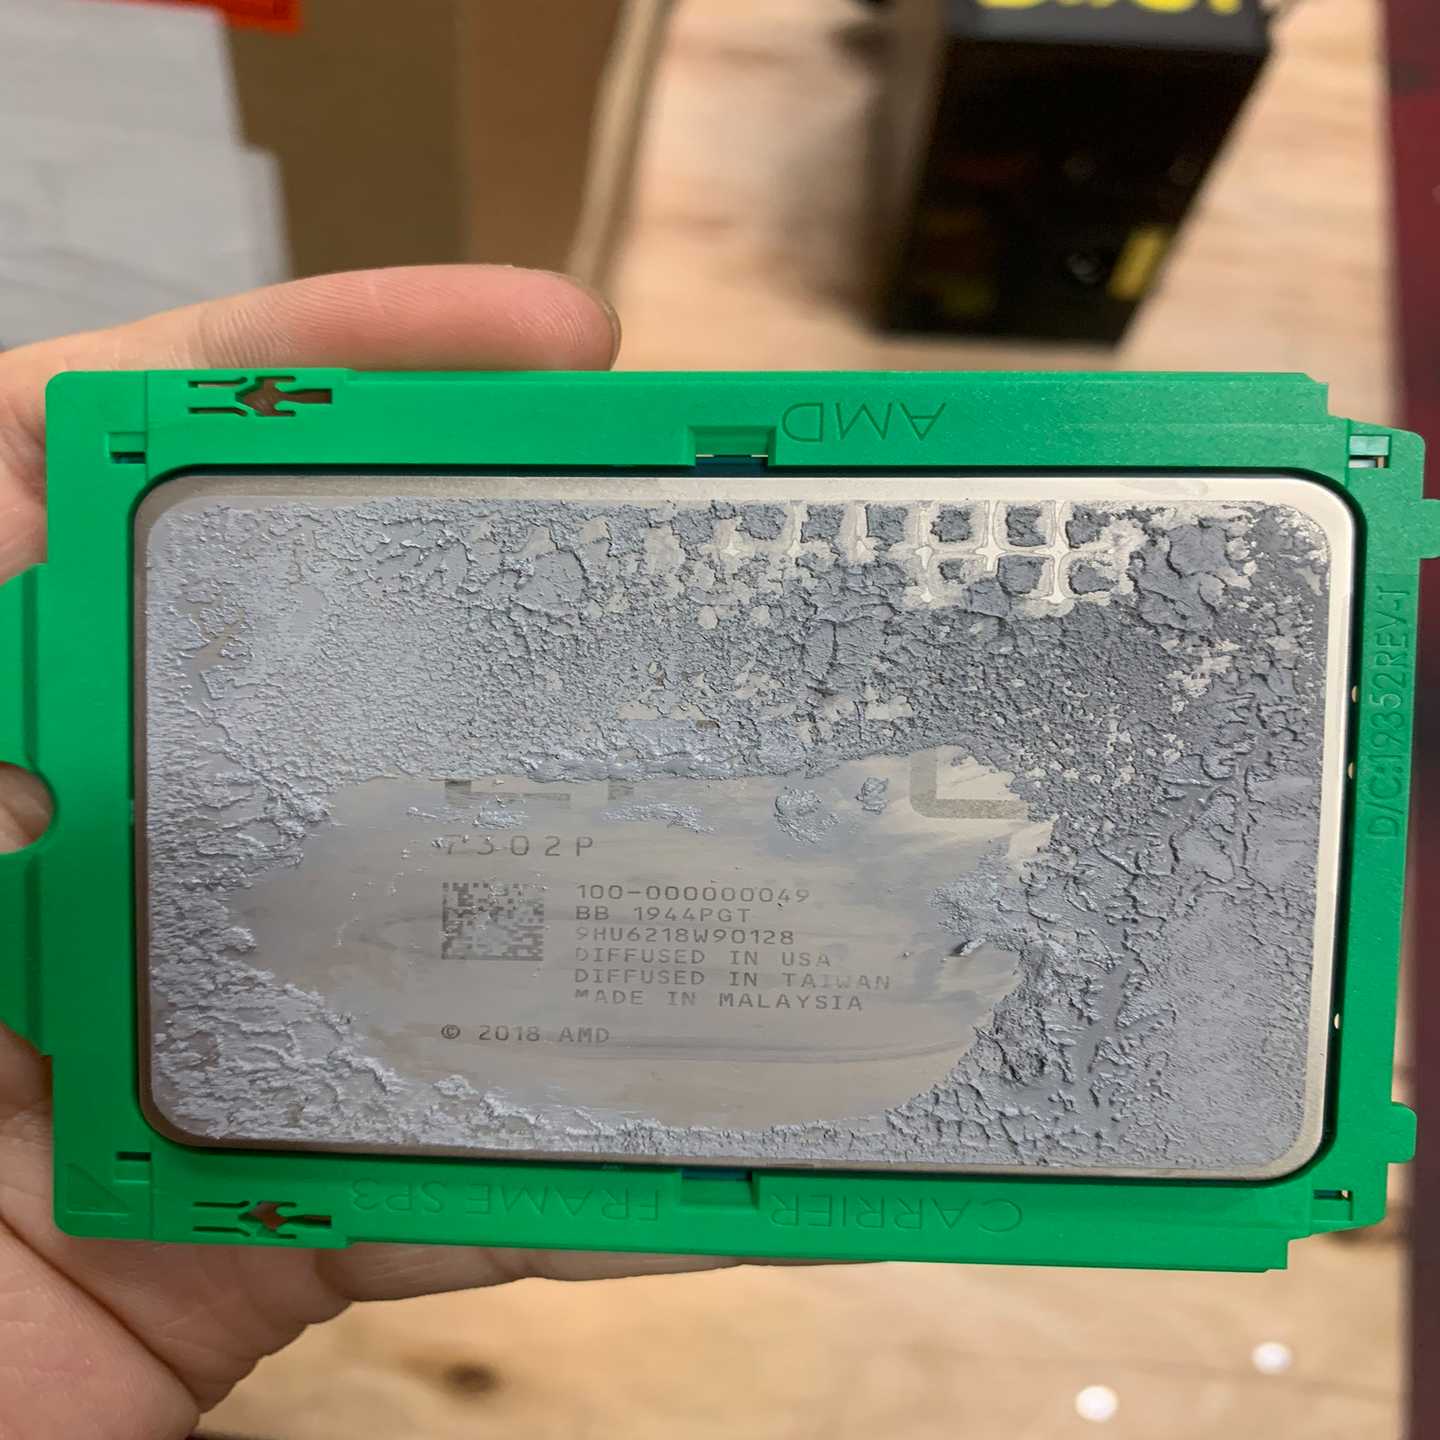 AMD
7302P
100-000000049
BB 1944PGT
9HU6218W90128
DIFFUSED IN USA
DIFFUSED IN TAIWAN
MADE IN MALAYSIA
© 2018 AMD
D/C:19352REV-T
CARRIER FRAME SP3